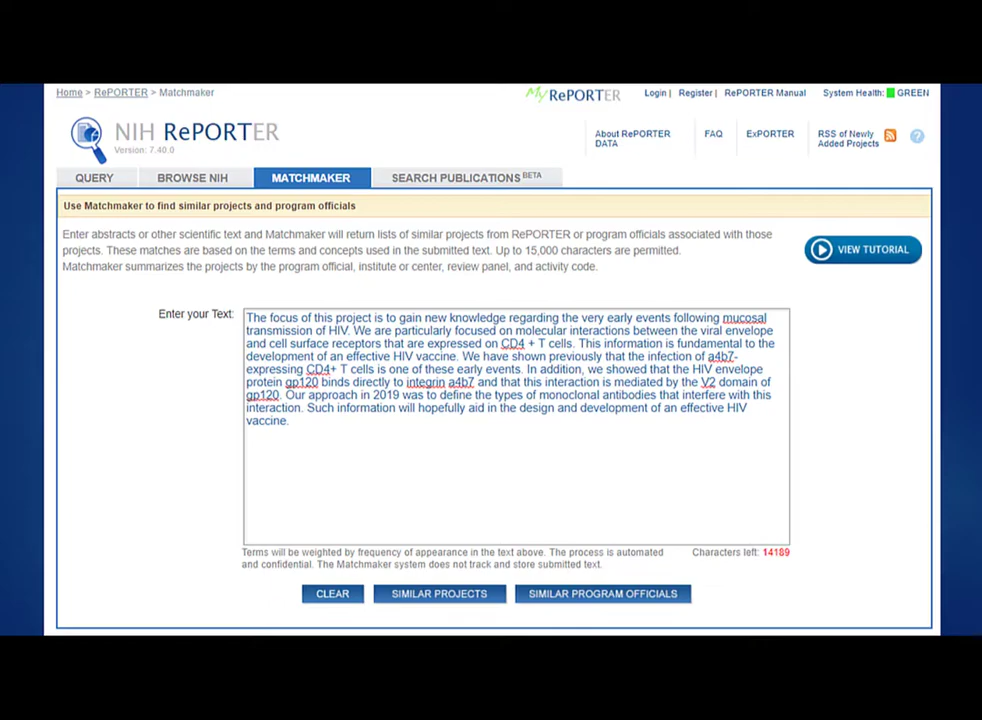 Home > RePORTER > Matchmaker
My RePORTER
Login | Register | RePORTER Manual
System Health: GREEN
NIH RePORTER
Version: 7.40.0
About RePORTER
DATA
FAQ
ExPORTER
RSS of Newly
Added Projects
?
QUERY
BROWSE NIH
MATCHMAKER
SEARCH PUBLICATIONS BETA
Use Matchmaker to find similar projects and program officials
Enter abstracts or other scientific text and Matchmaker will return lists of similar projects from RePORTER or program officials associated with those
projects. These matches are based on the terms and concepts used in the submitted text. Up to 15,000 characters are permitted.
Matchmaker summarizes the projects by the program official, institute or center, review panel, and activity code.
VIEW TUTORIAL
Enter your Text:
The focus of this project is to gain new knowledge regarding the very early events following mucosal
transmission of HIV. We are particularly focused on molecular interactions between the viral envelope
and cell surface receptors that are expressed on CD4 + T cells. This information is fundamental to the
development of an effective HIV vaccine. We have shown previously that the infection of a4b7-
expressing CD4+ T cells is one of these early events. In addition, we showed that the HIV envelope
protein gp120 binds directly to integrin a4b7 and that this interaction is mediated by the V2 domain of
gp120. Our approach in 2019 was to define the types of monoclonal antibodies that interfere with this
interaction. Such information will hopefully aid in the design and development of an effective HIV
vaccine.
Terms will be weighted by frequency of appearance in the text above. The process is automated
and confidential. The Matchmaker system does not track and store submitted text.
Characters left: 14189
CLEAR
SIMILAR PROJECTS
SIMILAR PROGRAM OFFICIALS